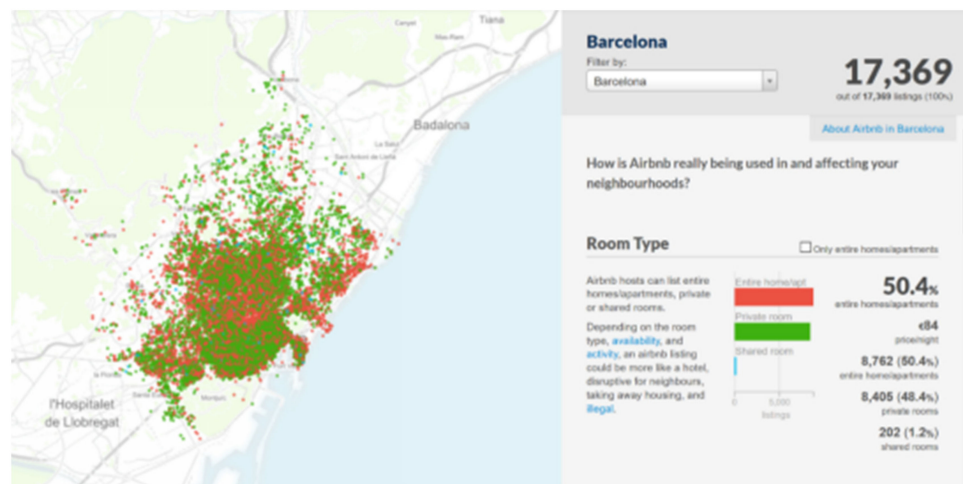 Tiana
Badalona
l'Hospitalet
de Llobregat
Barcelona
Filter by:
Barcelona
17,369
out of 17,369 listings (100%)
About Airbnb in Barcelona
How is Airbnb really being used in and affecting your
neighbourhoods?
Room Type
Only entire homes/apartments
Airbnb hosts can list entire
homes/apartments, private
or shared rooms.
Depending on the room
type, availability, and
activity, an airbnb listing
could be more like a hotel,
disruptive for neighbours,
taking away housing, and
illegal.
Entire home/apt
Private room
Shared room
0 5,000
listings
50.4%
entire homes/apartments
€84
price/night
8,762 (50.4%)
entire home/apartments
8,405 (48.4%)
private rooms
202 (1.2%)
shared rooms